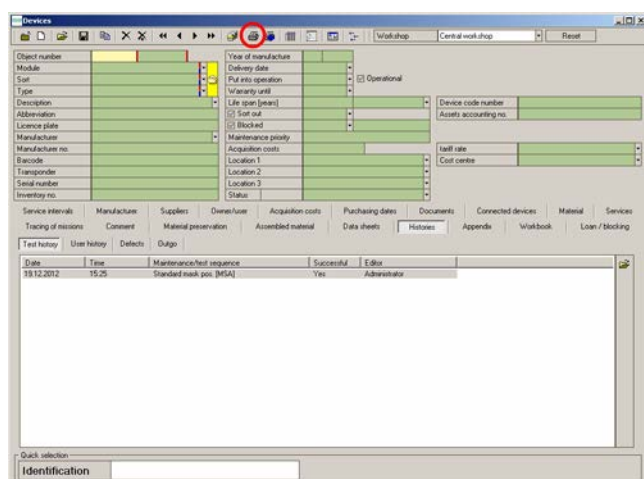 Devices
Workshop Central workshop Reset
Object number Year of manufacture
Module Delivery date
Sort Put into operation Operational
Type Warranty until
Description Life span [years] Device code number
Abbreviation Sort out Assets accounting no.
Licence plate Blocked
Manufacturer Maintenance priority
Manufacturer no. Acquisition costs tariff rate
Barcode Location 1 Cost centre
Transponder Location 2
Serial number Location 3
Inventory no. Status
Service intervals Manufacturer Suppliers Owner/user Acquisition costs Purchasing dates Documents Connected devices Material Services
Tracing of missions Comment Material preservation Assembled material Data sheets Histories Appendix Workbook Loan / blocking
Test history User history Defects Outgo
Date Time Maintenance/test sequence Successful Editor
19.12.2012 15:25 Standard mask pos. [MSA] Yes Administrator
Quick selection
Identification